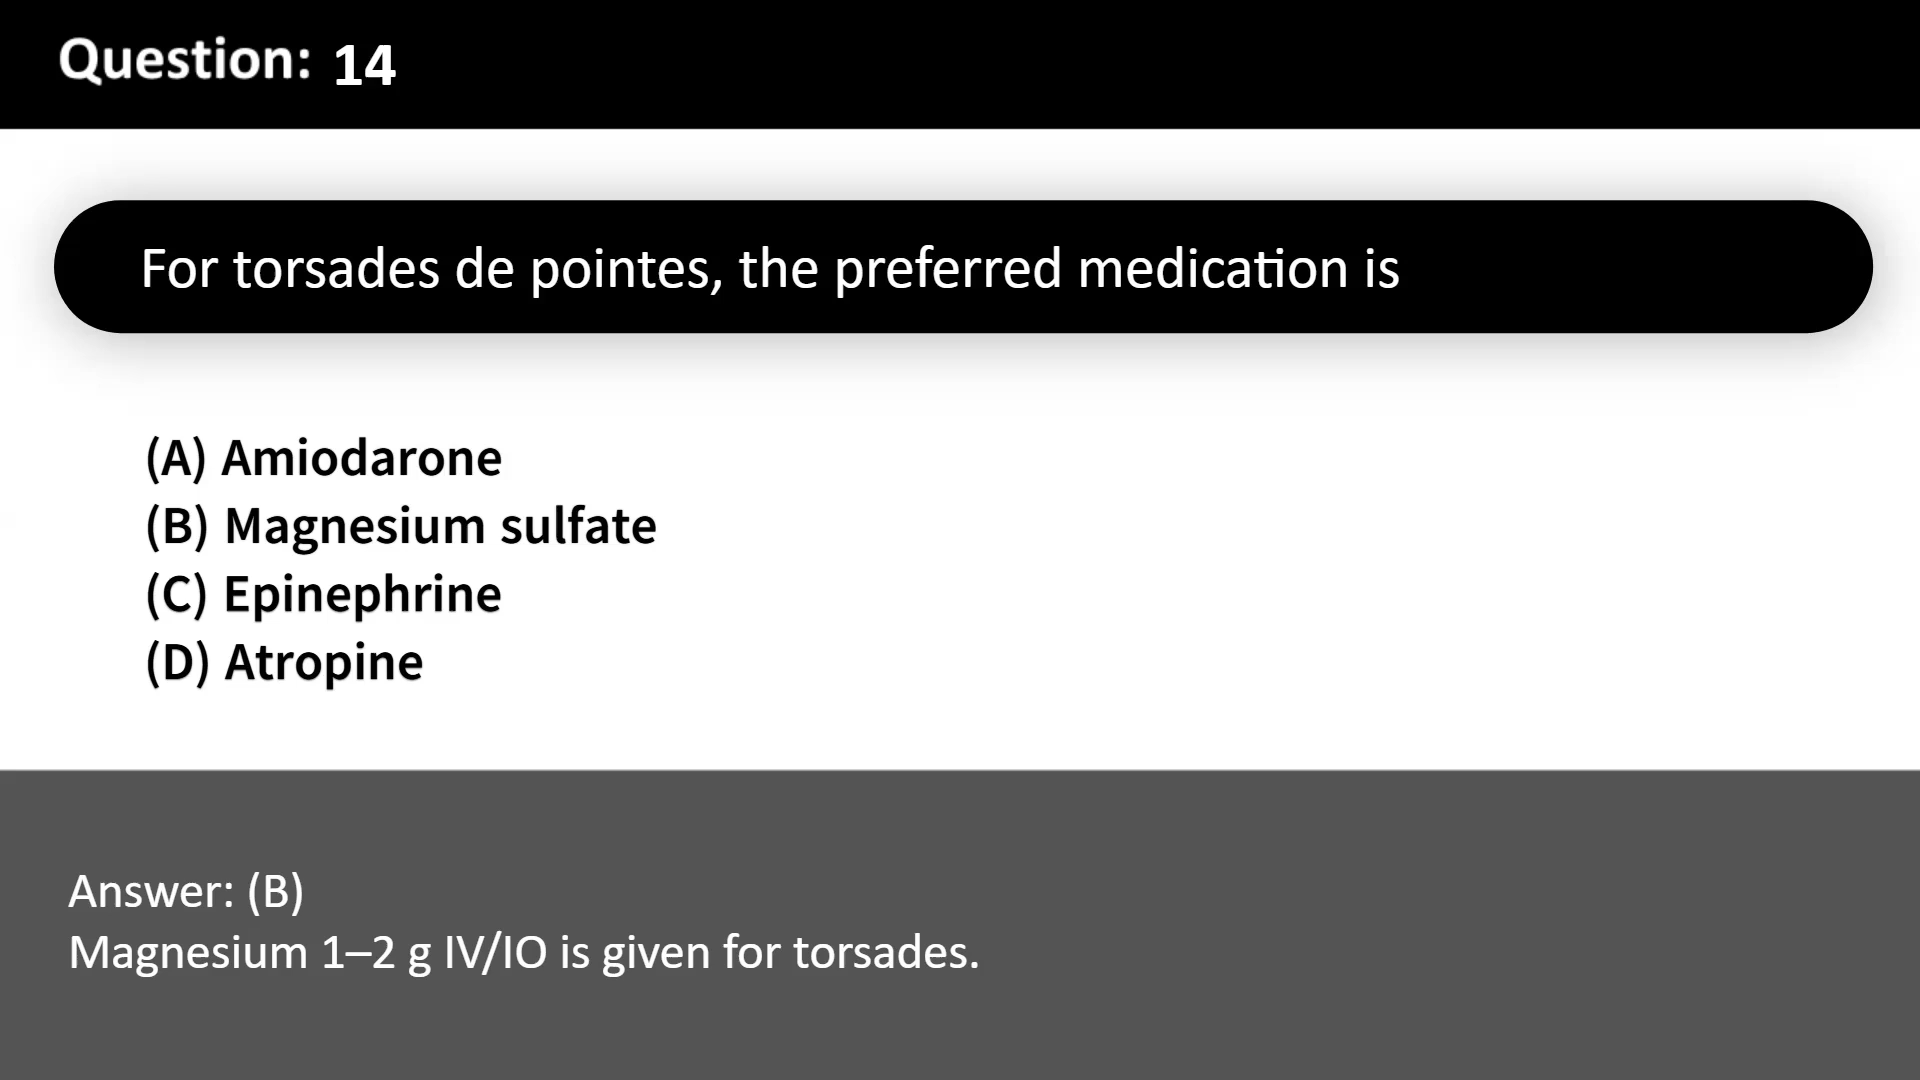 Question: 14
For torsades de pointes, the preferred medication is
(A) Amiodarone
(B) Magnesium sulfate
(C) Epinephrine
(D) Atropine
Answer: (B)
Magnesium 1–2 g IV/IO is given for torsades.